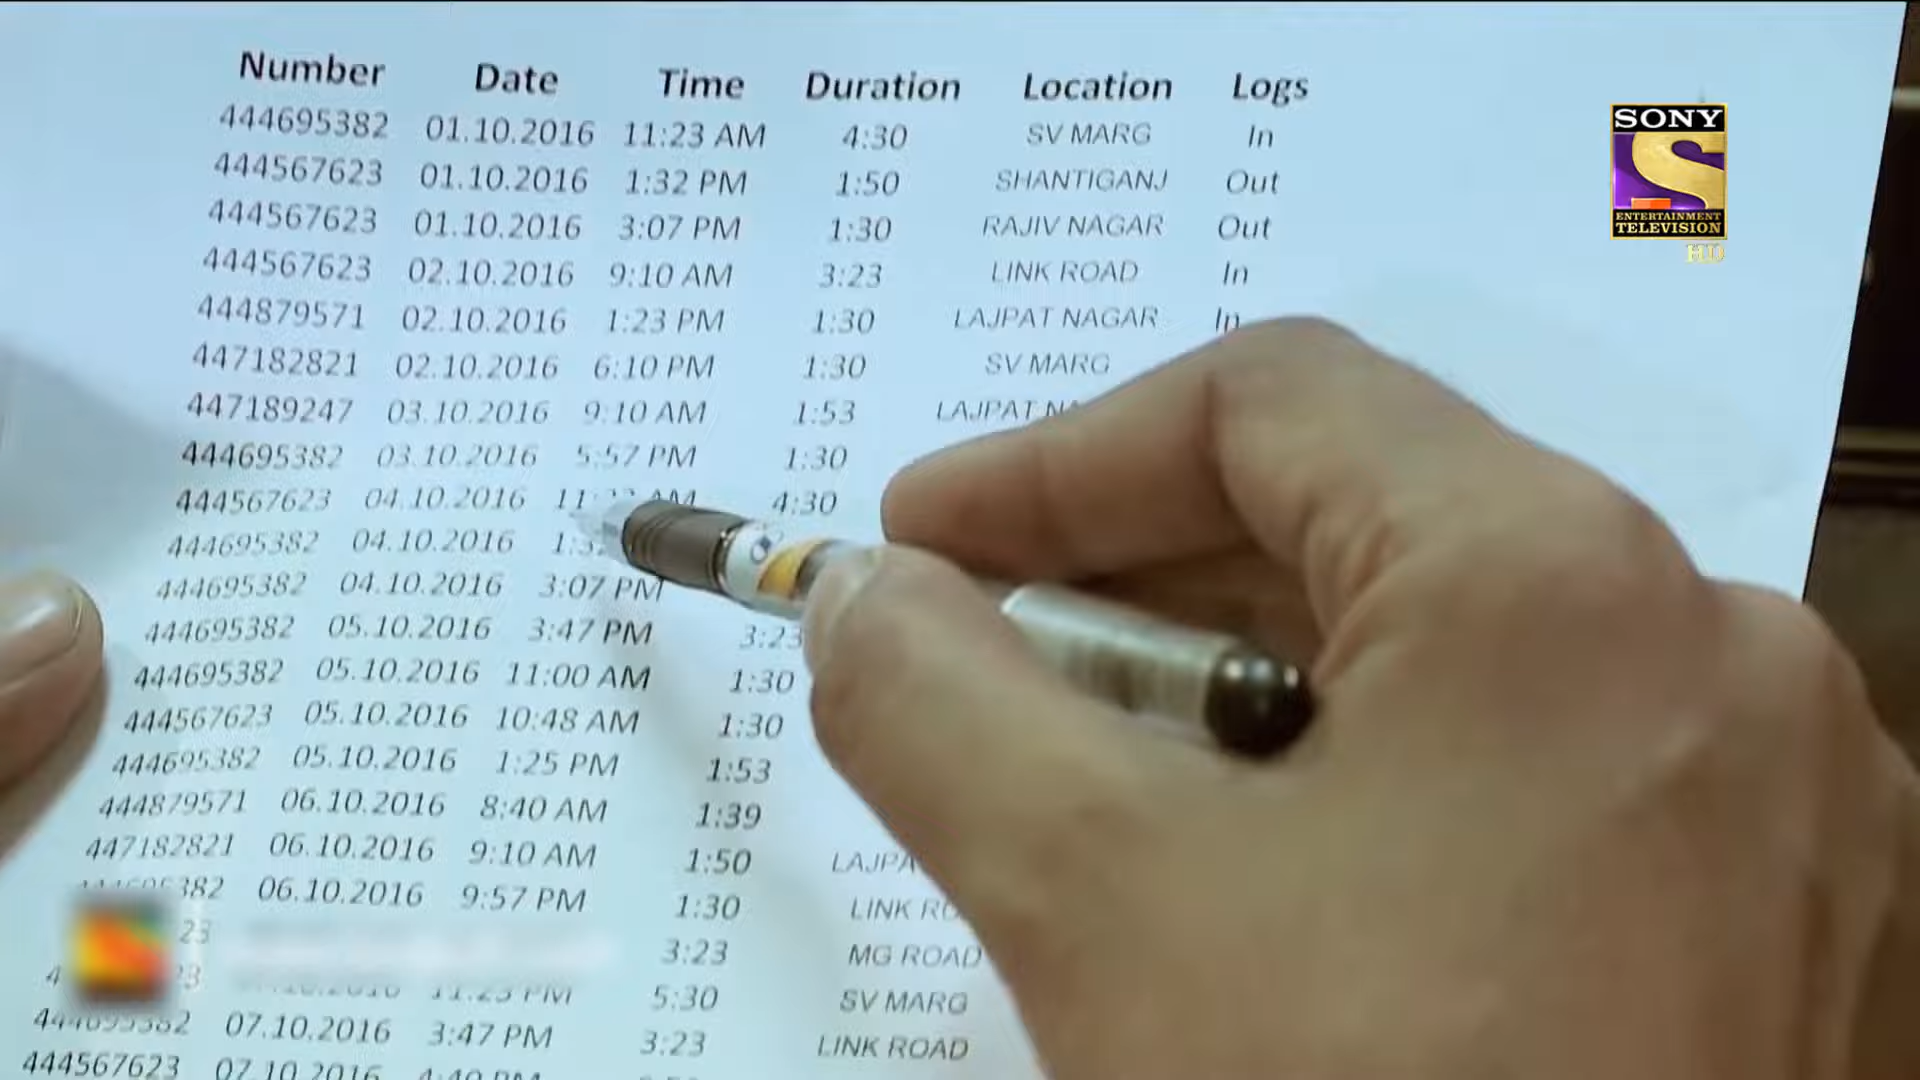 Number Date Time Duration Location Logs
444695382 01.10.2016 11:23 AM 4:30 SV MARG In
444567623 01.10.2016 1:32 PM 1:50 SHANTIGANJ Out
444567623 01.10.2016 3:07 PM 1:30 RAJIV NAGAR Out
444567623 02.10.2016 9:10 AM 3:23 LINK ROAD In
444879571 02.10.2016 1:23 PM 1:30 LAJPAT NAGAR In
447182821 02.10.2016 6:10 PM 1:30 SV MARG
447189247 03.10.2016 9:10 AM 1:53 LAJPAT
444695382 03.10.2016 5:57 PM 1:30
444567623 04.10.2016 AM 4:30
444695382 04.10.2016
444695382 04.10.2016 3:07 PM
444695382 05.10.2016 3:47 PM 3:23
444695382 05.10.2016 11:00 AM 1:30
444567623 05.10.2016 10:48 AM 1:30
444695382 05.10.2016 1:25 PM 1:53
444879571 06.10.2016 8:40 AM 1:39
447182821 06.10.2016 9:10 AM 1:50
06.10.2016 9:57 PM 1:30 LINK
3:23 MG ROAD
11:23 PM 5:30 SV MARG
444695382 07.10.2016 3:47 PM 3:23 LINK ROAD
444567623 07.10.2016
SONY
ENTERTAINMENT
TELEVISION
HD